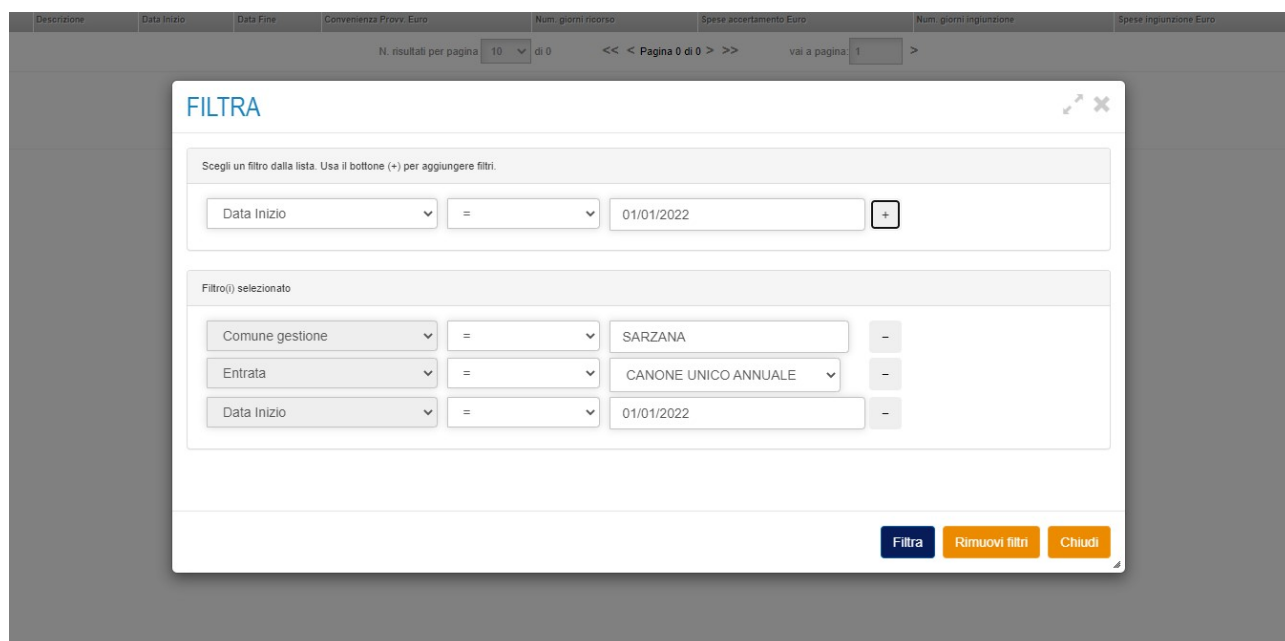 Descrizione Data Inizio Data Fine Convenienza Provv. Euro Num. giorni ricorso Spese accertamento Euro Num. giorni ingiunzione Spese ingiunzione Euro
N. risultati per pagina 10 di 0 << < Pagina 0 di 0 > >> vai a pagina: 1 >
FILTRA
Scegli un filtro dalla lista. Usa il bottone (+) per aggiungere filtri.
Data Inizio = 01/01/2022 +
Filtro(i) selezionato
Comune gestione = SARZANA -
Entrata = CANONE UNICO ANNUALE -
Data Inizio = 01/01/2022 -
Filtra Rimuovi filtri Chiudi